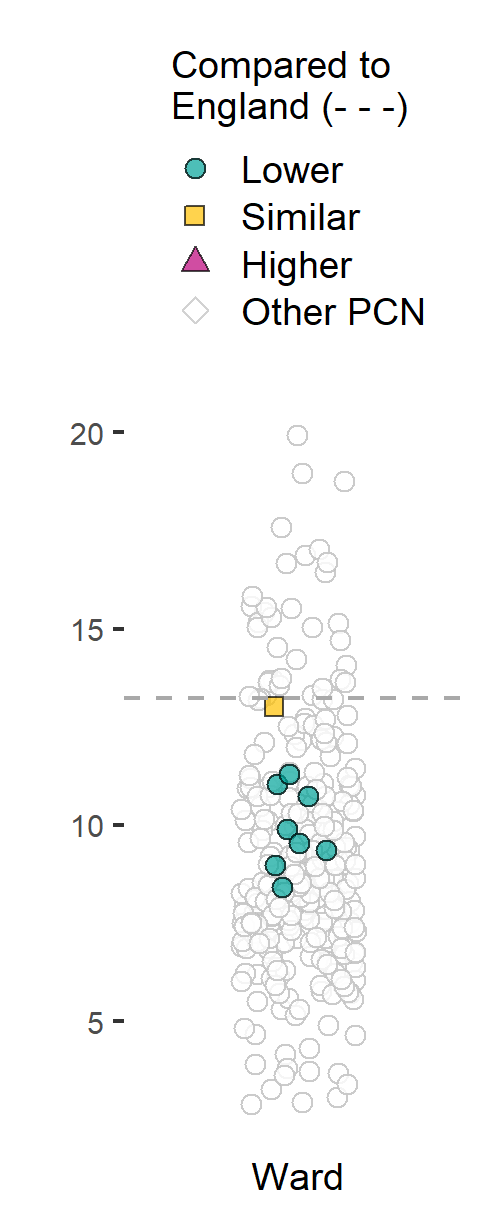 Compared to
England (- - -)
Lower
Similar
Higher
Other PCN
20
15
10
5
Ward